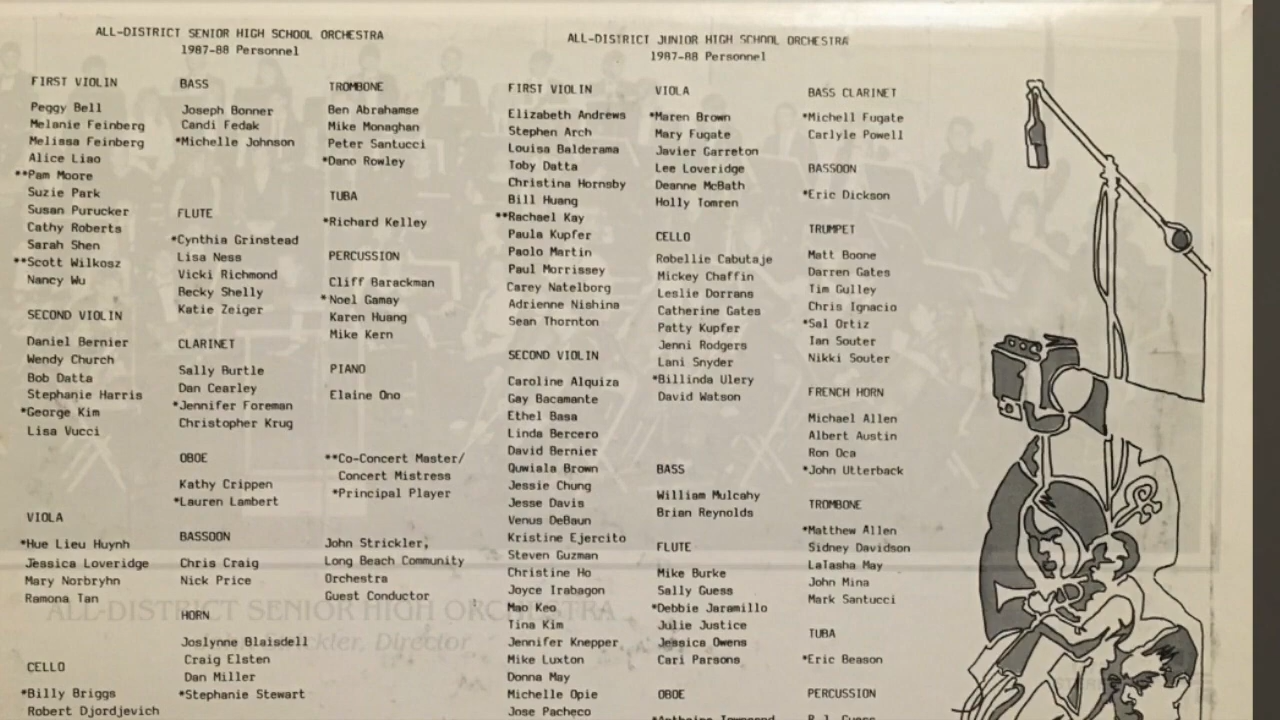 ALL-DISTRICT SENIOR HIGH SCHOOL ORCHESTRA
1987-88 Personnel
FIRST VIOLIN
Peggy Bell
Melanie Feinberg
Melissa Feinberg
Alice Liao
**Pam Moore
Suzie Park
Susan Purucker
Cathy Roberts
Sarah Shen
**Scott Wilkosz
Nancy Wu
SECOND VIOLIN
Daniel Bernier
Wendy Church
Bob Datta
Stephanie Harris
*George Kim
Lisa Vucci
VIOLA
*Hue Lieu Huynh
Jessica Loveridge
Mary Norbryhn
Ramona Tan
CELLO
*Billy Briggs
Robert Djordjevich
BASS
Joseph Bonner
Candi Fedak
*Michelle Johnson
FLUTE
*Cynthia Grinstead
Lisa Ness
Vicki Richmond
Becky Shelly
Katie Zeiger
CLARINET
Sally Burtle
Dan Cearley
*Jennifer Foreman
Christopher Krug
OBOE
Kathy Crippen
*Lauren Lambert
BASSOON
Chris Craig
Nick Price
HORN
Joslynne Blaisdell
Craig Elsten
Dan Miller
*Stephanie Stewart
TROMBONE
Ben Abrahamse
Mike Monaghan
Peter Santucci
*Dano Rowley
TUBA
*Richard Kelley
PERCUSSION
Cliff Barackman
*Noel Gamay
Karen Huang
Mike Kern
PIANO
Elaine Ono
**Co-Concert Master/
Concert Mistress
*Principal Player
John Strickler,
Long Beach Community
Orchestra
Guest Conductor
ALL-DISTRICT SENIOR HIGH ORCHESTRA
Strickler, Director
ALL-DISTRICT JUNIOR HIGH SCHOOL ORCHESTRA
1987-88 Personnel
FIRST VIOLIN
Elizabeth Andrews
Stephen Arch
Louisa Balderama
Toby Datta
Christina Hornsby
Bill Huang
**Rachael Kay
Paula Kupfer
Paolo Martin
Paul Morrissey
Carey Natelborg
Adrienne Nishina
Sean Thornton
SECOND VIOLIN
Caroline Alquiza
Gay Bacamante
Ethel Basa
Linda Bercero
David Bernier
Quwiala Brown
Jessie Chung
Jesse Davis
Venus DeBaun
Kristine Ejercito
Steven Guzman
Christine Ho
Joyce Irabagon
Mao Keo
Tina Kim
Jennifer Knepper
Mike Luxton
Donna May
Michelle Opie
Jose Pacheco
VIOLA
*Maren Brown
Mary Fugate
Javier Garreton
Lee Loveridge
Deanne McBath
Holly Tomren
CELLO
Robellie Cabutaje
Mickey Chaffin
Leslie Dorrans
Catherine Gates
Patty Kupfer
Jenni Rodgers
Lani Snyder
*Billinda Ulery
David Watson
BASS
William Mulcahy
Brian Reynolds
FLUTE
Mike Burke
Sally Guess
*Debbie Jaramillo
Julie Justice
Jessica Owens
Cari Parsons
OBOE
BASS CLARINET
*Michell Fugate
Carlyle Powell
BASSOON
*Eric Dickson
TRUMPET
Matt Boone
Darren Gates
Tim Gulley
Chris Ignacio
*Sal Ortiz
Ian Souter
Nikki Souter
FRENCH HORN
Michael Allen
Albert Austin
Ron Oca
*John Utterback
TROMBONE
*Matthew Allen
Sidney Davidson
LaTasha May
John Mina
Mark Santucci
TUBA
*Eric Beason
PERCUSSION